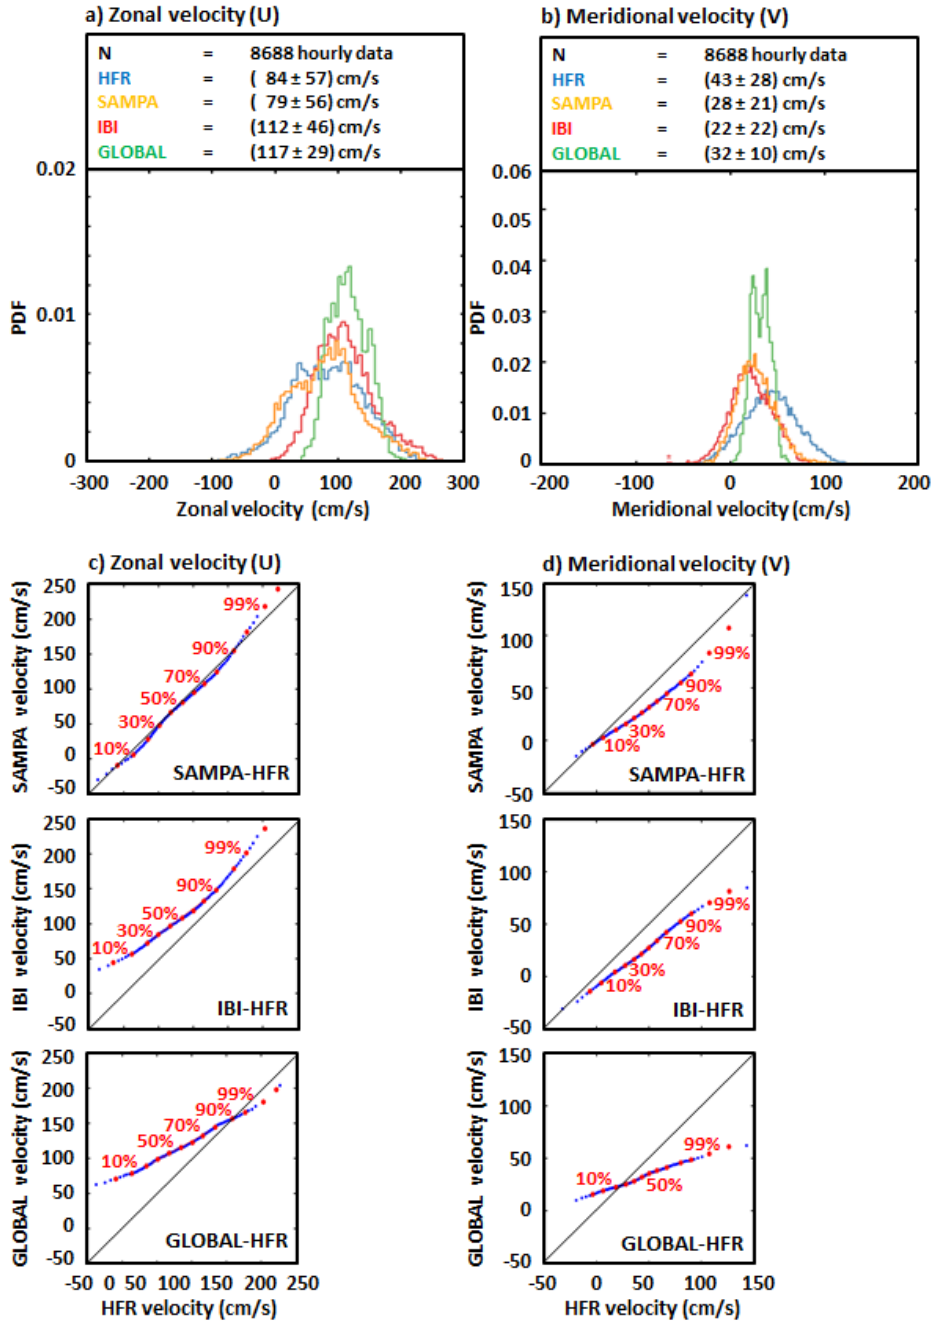 a) Zonal velocity (U)
N = 8688 hourly data
HFR = ( 84 ± 57) cm/s
SAMPA = ( 79 ± 56) cm/s
IBI = (112 ± 46) cm/s
GLOBAL = (117 ± 29) cm/s
0.02
0.01
0
PDF
-300 -200 -100 0 100 200 300
Zonal velocity (cm/s)
b) Meridional velocity (V)
N = 8688 hourly data
HFR = (43 ± 28) cm/s
SAMPA = (28 ± 21) cm/s
IBI = (22 ± 22) cm/s
GLOBAL = (32 ± 10) cm/s
0.06
0.05
0.04
0.03
0.02
0.01
0
PDF
-200 -100 0 100 200
Meridional velocity (cm/s)
c) Zonal velocity (U)
250
200
150
100
50
0
-50
SAMPA velocity (cm/s)
99%
90%
70%
50%
30%
10%
SAMPA-HFR
250
200
150
100
50
0
-50
IBI velocity (cm/s)
99%
90%
50%
30%
10%
IBI-HFR
250
200
150
100
50
0
-50
GLOBAL velocity (cm/s)
99%
90%
70%
50%
10%
GLOBAL-HFR
-50 0 50 100 150 200 250
HFR velocity (cm/s)
d) Meridional velocity (V)
150
100
50
0
-50
SAMPA velocity (cm/s)
99%
90%
70%
30%
10%
SAMPA-HFR
150
100
50
0
-50
IBI velocity (cm/s)
99%
90%
70%
30%
10%
IBI-HFR
150
100
50
0
-50
GLOBAL velocity (cm/s)
99%
10%
50%
GLOBAL-HFR
-50 0 50 100 150
HFR velocity (cm/s)